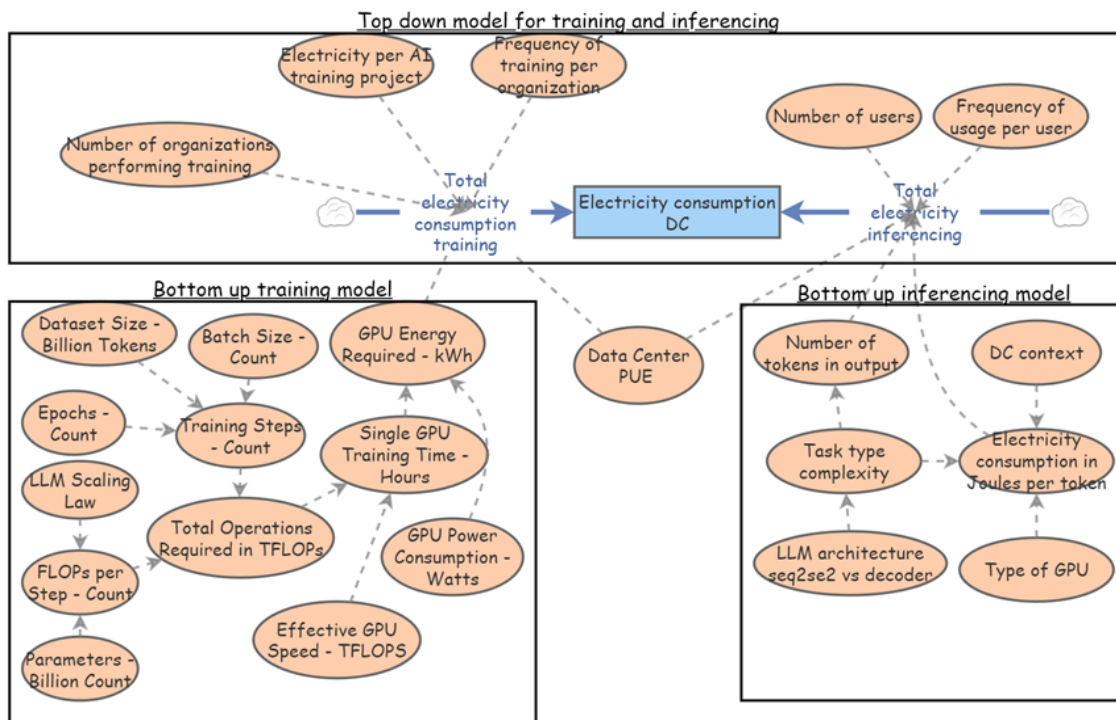 Top down model for training and inferencing
Electricity per AI
training project
Frequency of
training per
organization
Number of users
Frequency of
usage per user
Number of organizations
performing training
Total
electricity
consumption
training
Electricity consumption
DC
Total
electricity
inferencing
Bottom up training model
Dataset Size -
Billion Tokens
Batch Size -
Count
GPU Energy
Required - kWh
Epochs -
Count
Training Steps
- Count
Single GPU
Training Time -
Hours
LLM Scaling
Law
Total Operations
Required in TFLOPs
GPU Power
Consumption -
Watts
FLOPs per
Step - Count
Effective GPU
Speed - TFLOPS
Parameters -
Billion Count
Data Center
PUE
Bottom up inferencing model
Number of
tokens in output
DC context
Task type
complexity
Electricity
consumption in
Joules per token
LLM architecture
seq2se2 vs decoder
Type of GPU